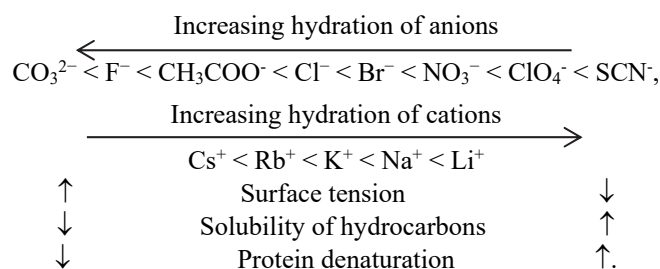 Increasing hydration of anions
CO₃²⁻ < F⁻ < CH₃COO⁻ < Cl⁻ < Br⁻ < NO₃⁻ < ClO₄⁻ < SCN⁻,
Increasing hydration of cations
Cs⁺ < Rb⁺ < K⁺ < Na⁺ < Li⁺
↑ Surface tension ↓
↓ Solubility of hydrocarbons ↑
↓ Protein denaturation ↑.